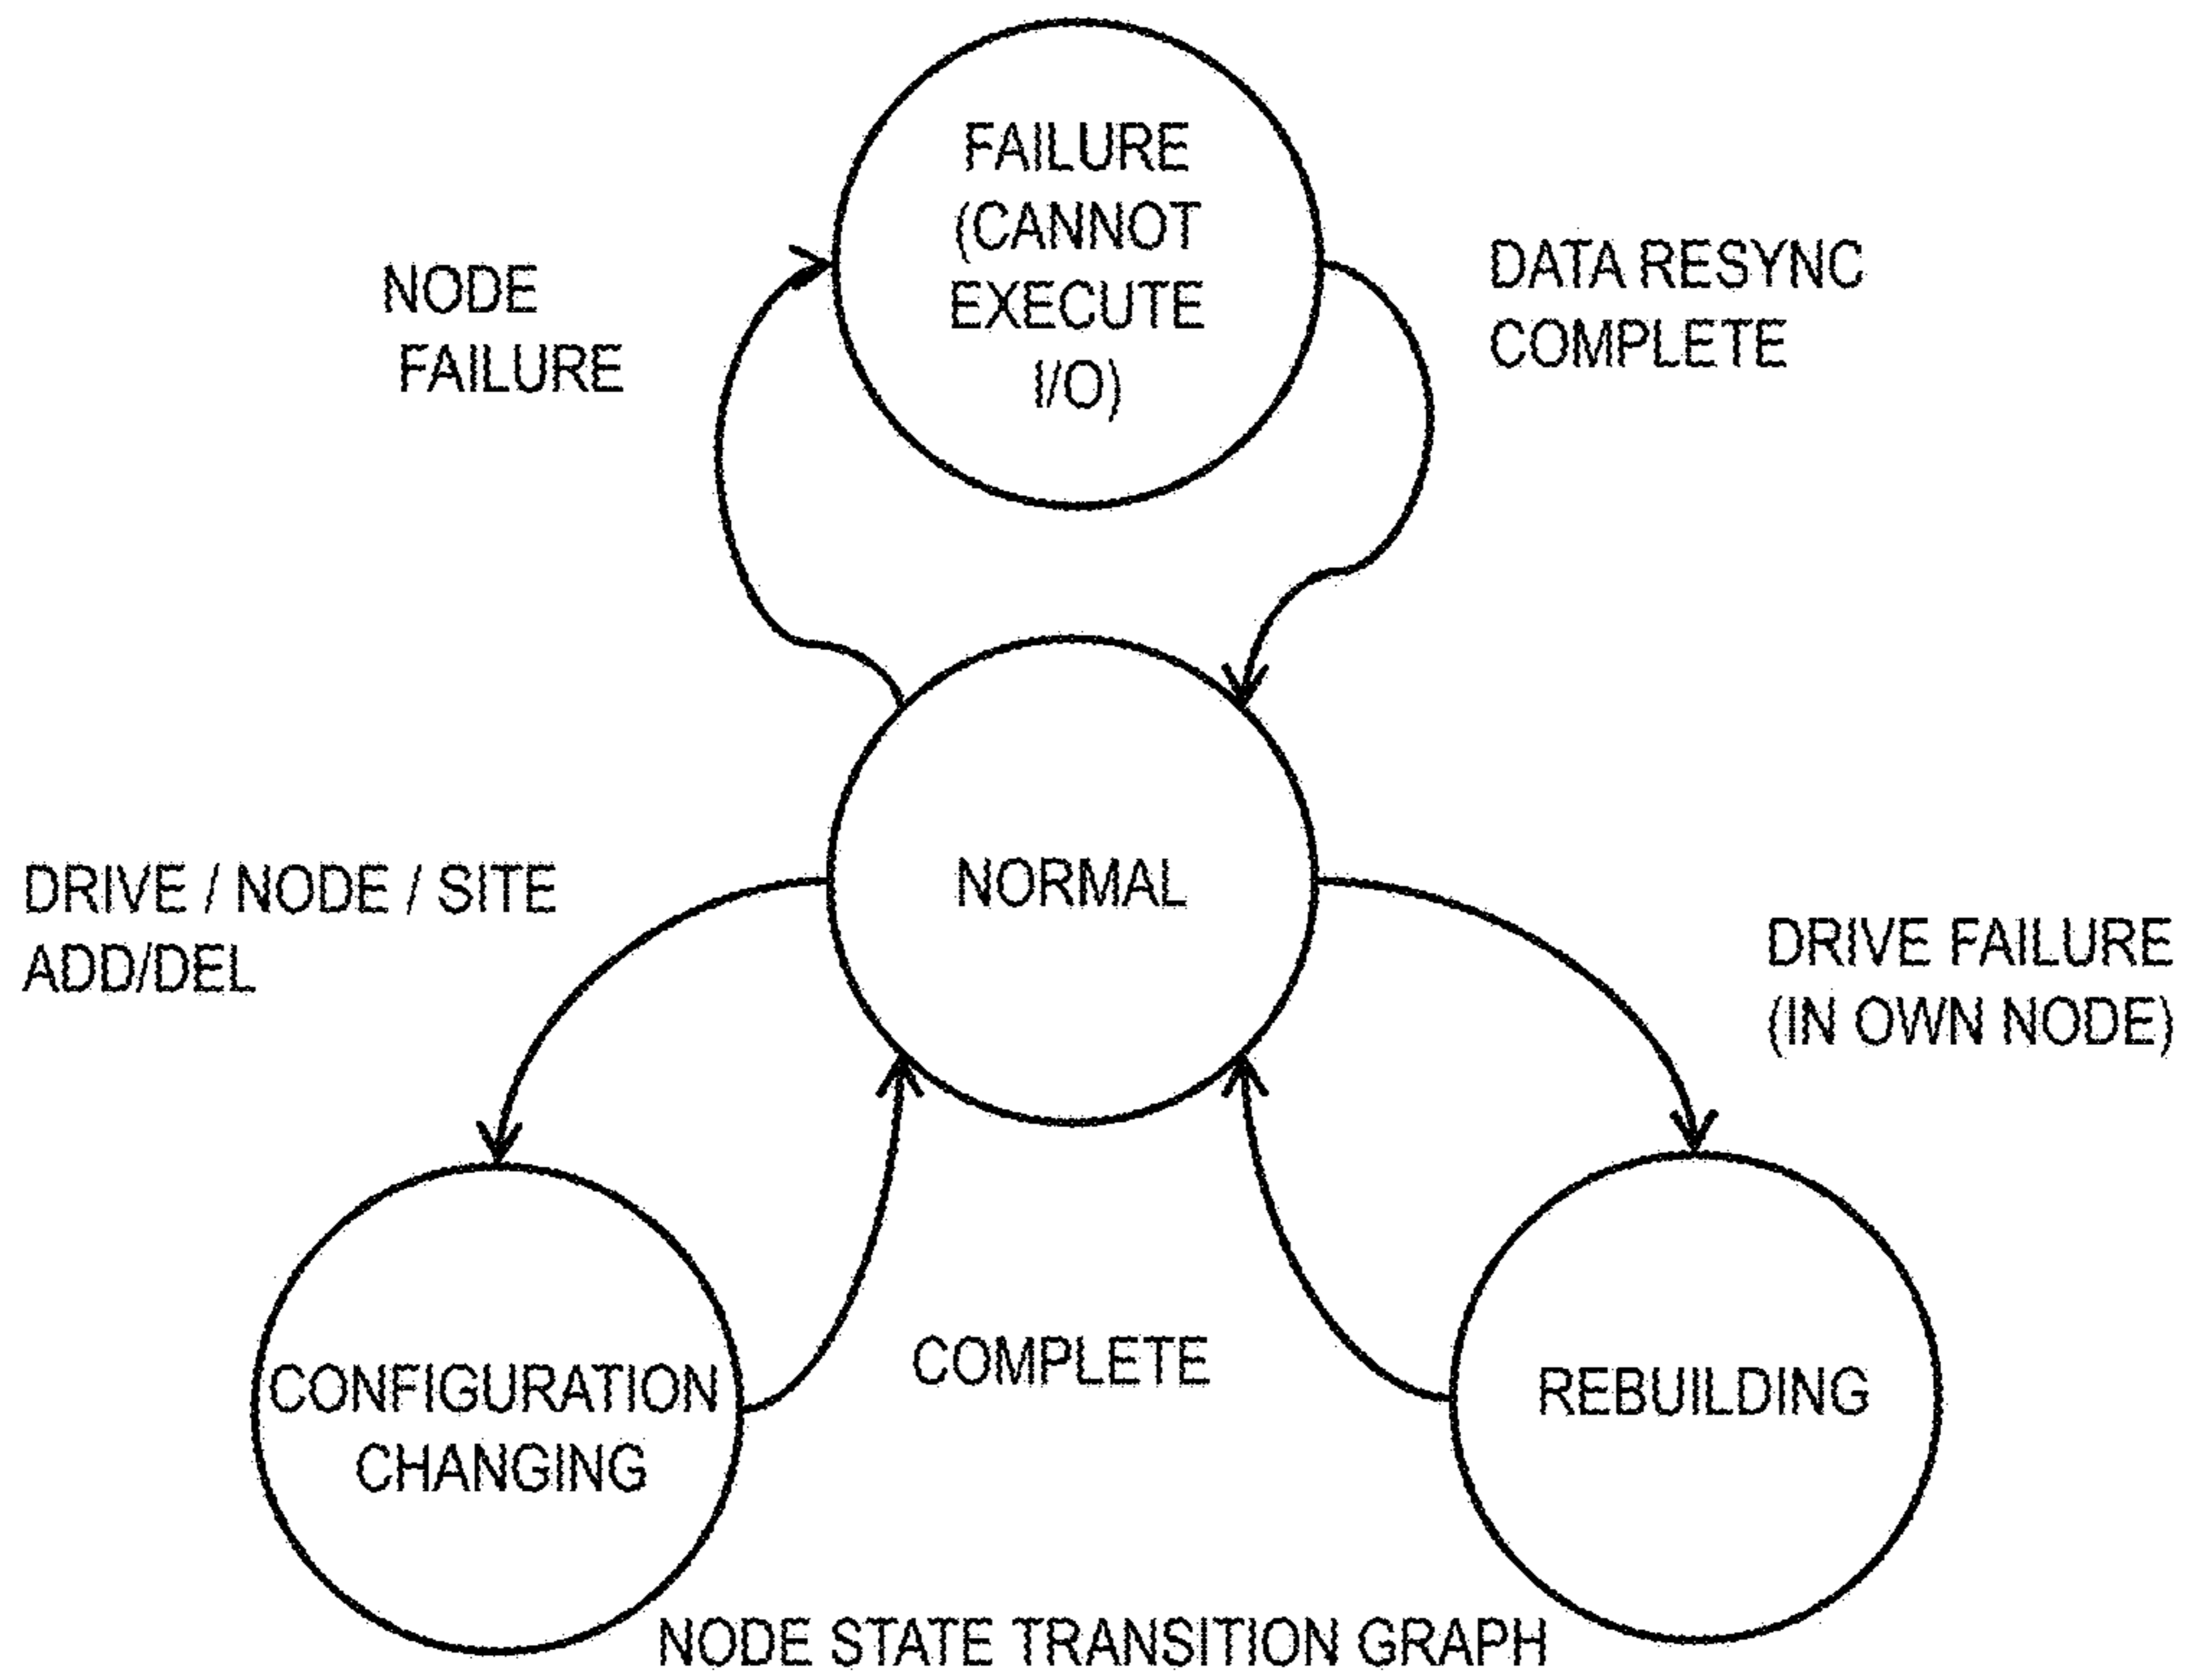 FAILURE
(CANNOT
EXECUTE
I/O)
NODE
FAILURE
DATA RESYNC
COMPLETE
NORMAL
DRIVE / NODE / SITE
ADD/DEL
DRIVE FAILURE
(IN OWN NODE)
CONFIGURATION
CHANGING
COMPLETE
REBUILDING
NODE STATE TRANSITION GRAPH